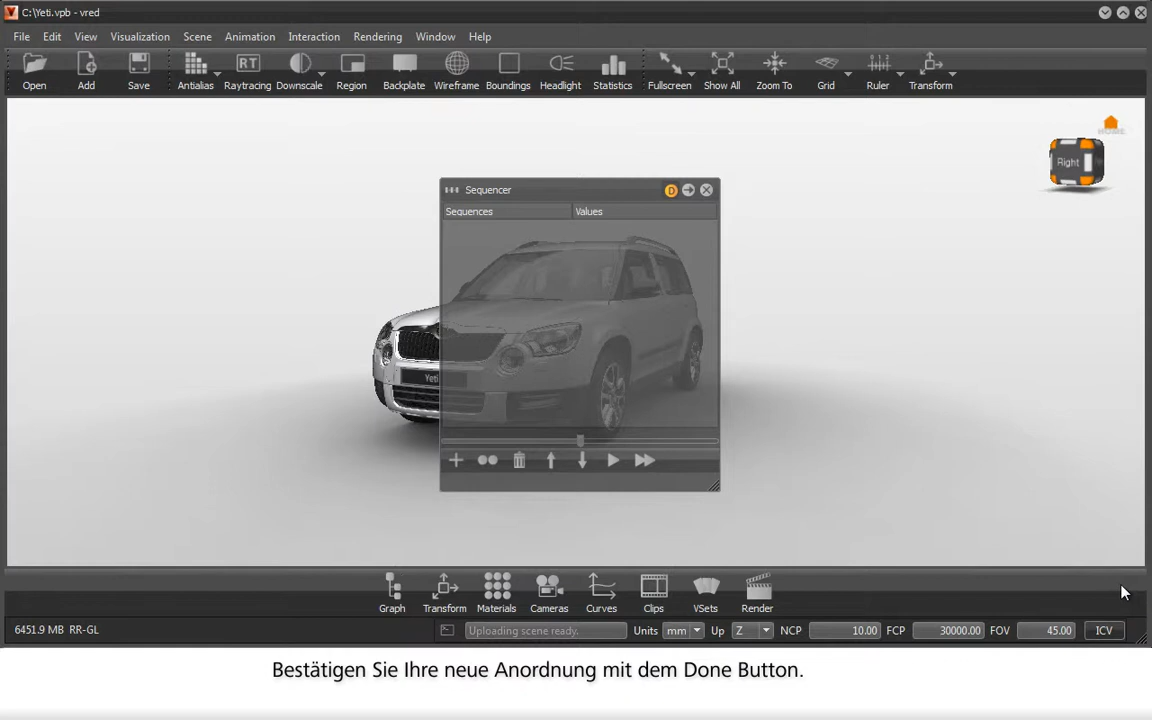 C:\Yeti.vpb - vred
File Edit View Visualization Scene Animation Interaction Rendering Window Help
RT
Open Add Save Antialias Raytracing Downscale Region Backplate Wireframe Boundings Headlight Statistics Fullscreen Show All Zoom To Grid Ruler Transform
HOME
Right
Sequencer D
Sequences Values
Yeti
Graph Transform Materials Cameras Curves Clips VSets Render
6451.9 MB RR-GL Uploading scene ready. Units mm Up Z NCP 10.00 FCP 30000.00 FOV 45.00 ICV
Bestätigen Sie Ihre neue Anordnung mit dem Done Button.